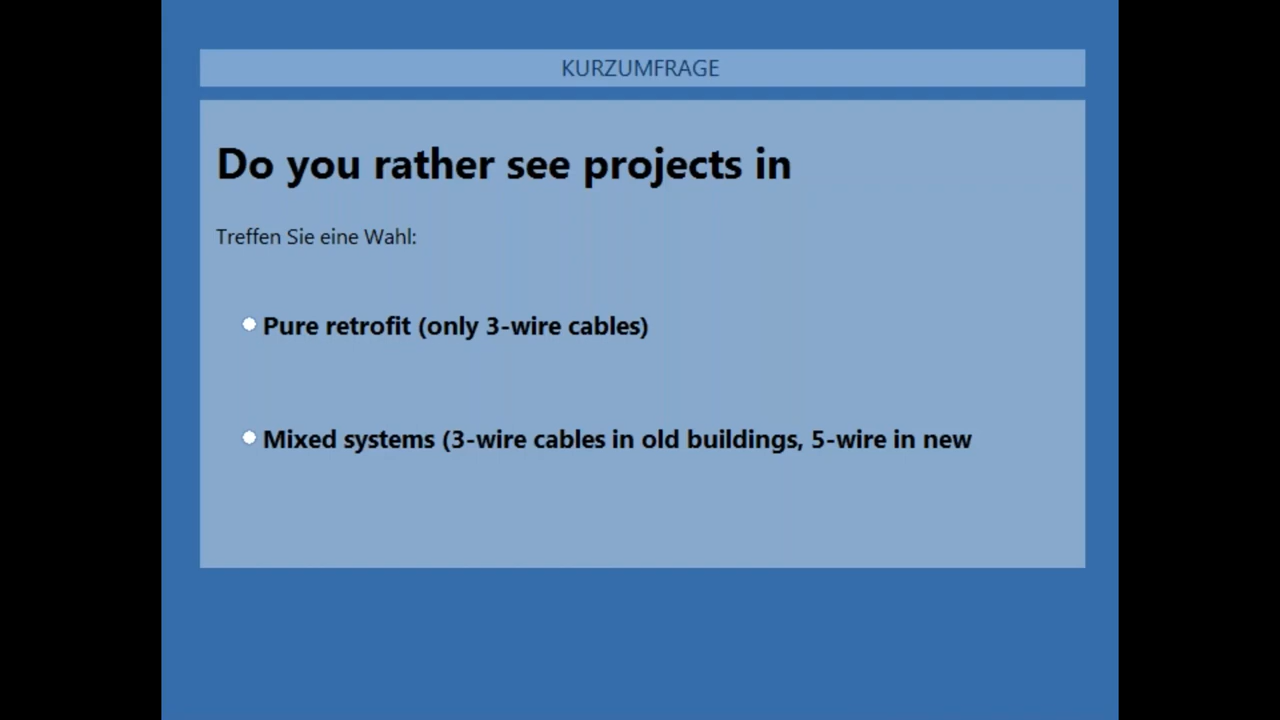 KURZUMFRAGE
Do you rather see projects in
Treffen Sie eine Wahl:
Pure retrofit (only 3-wire cables)
Mixed systems (3-wire cables in old buildings, 5-wire in new